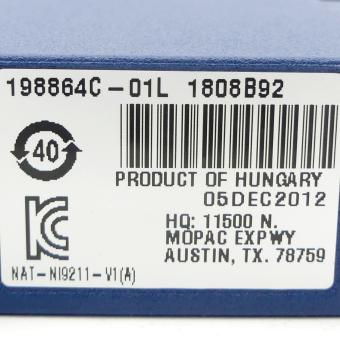 198864C-01L 1808B92
40
PRODUCT OF HUNGARY
05DEC2012
HQ: 11500 N.
MOPAC EXPWY
AUSTIN, TX. 78759
NAT-NI9211-V1(A)